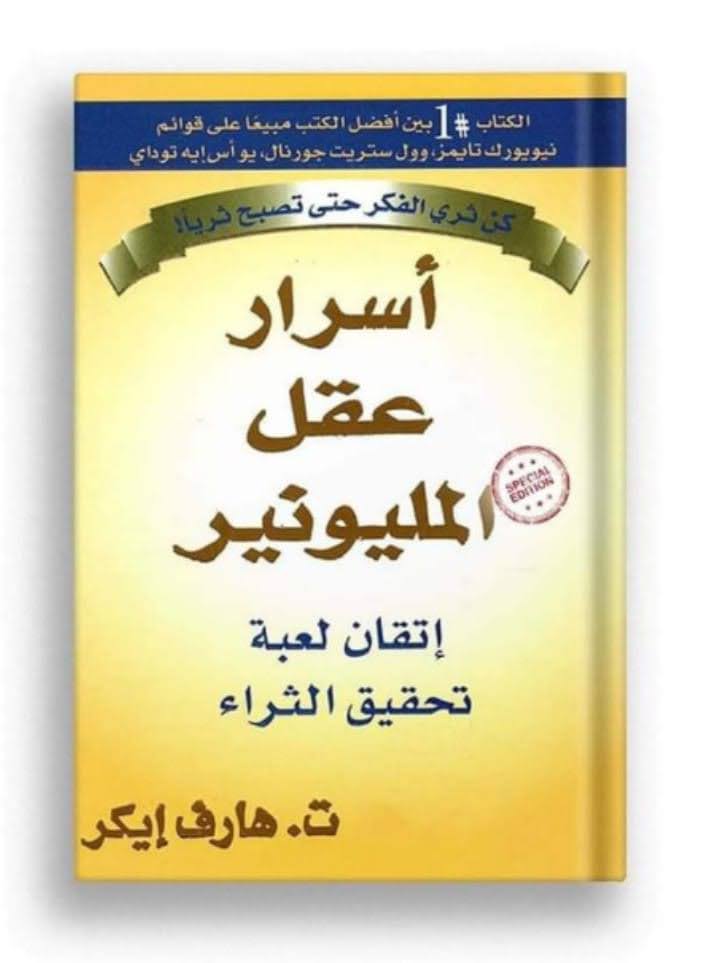 الكتاب #1 بين أفضل الكتب مبيعًا على قوائم
نيويورك تايمز، وول ستريت جورنال، يو أس إيه توداي
كن ثري الفكر حتى تصبح ثرياً!
أسرار
عقل
المليونير
SPECIAL
EDITION
إتقان لعبة
تحقيق الثراء
ت. هارف إيكر